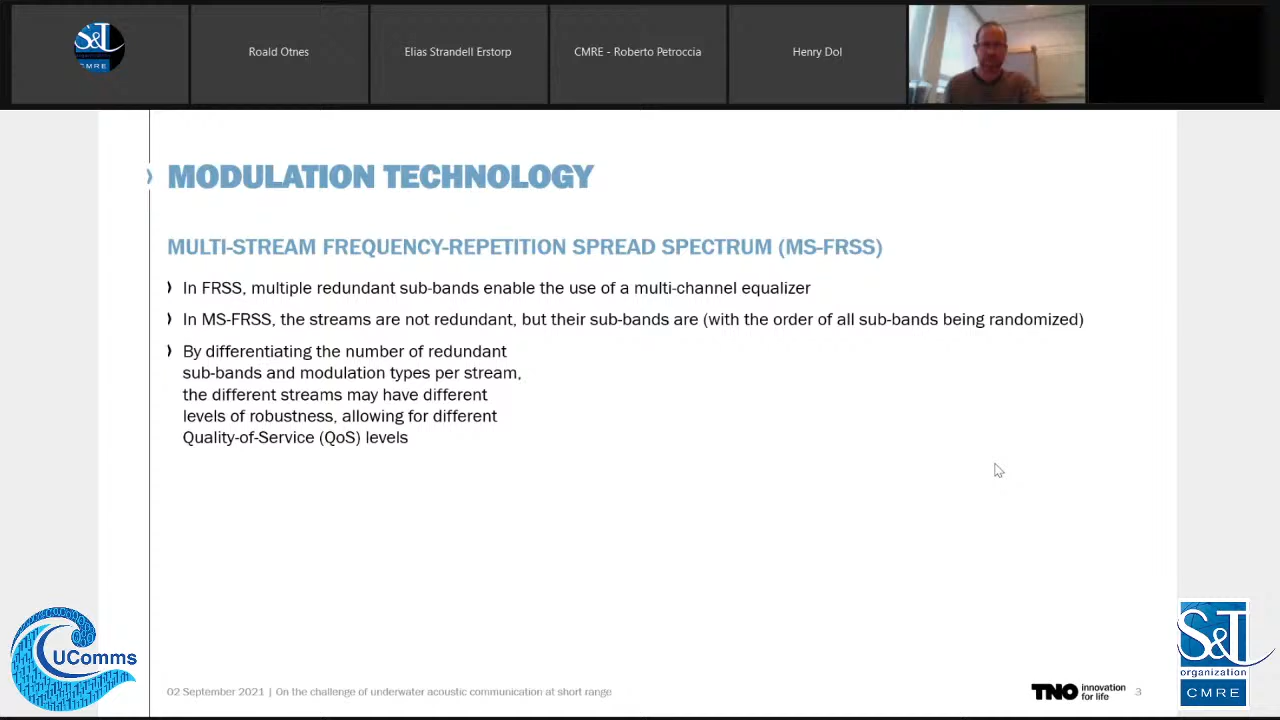 S&T
CMRE
Roald Otnes
Elias Strandell Erstorp
CMRE - Roberto Petroccia
Henry Dol
MODULATION TECHNOLOGY
MULTI-STREAM FREQUENCY-REPETITION SPREAD SPECTRUM (MS-FRSS)
In FRSS, multiple redundant sub-bands enable the use of a multi-channel equalizer
In MS-FRSS, the streams are not redundant, but their sub-bands are (with the order of all sub-bands being randomized)
By differentiating the number of redundant
sub-bands and modulation types per stream,
the different streams may have different
levels of robustness, allowing for different
Quality-of-Service (QoS) levels
UComms
02 September 2021 | On the challenge of underwater acoustic communication at short range
TNO innovation
for life
3
S&T
organization
CMRE